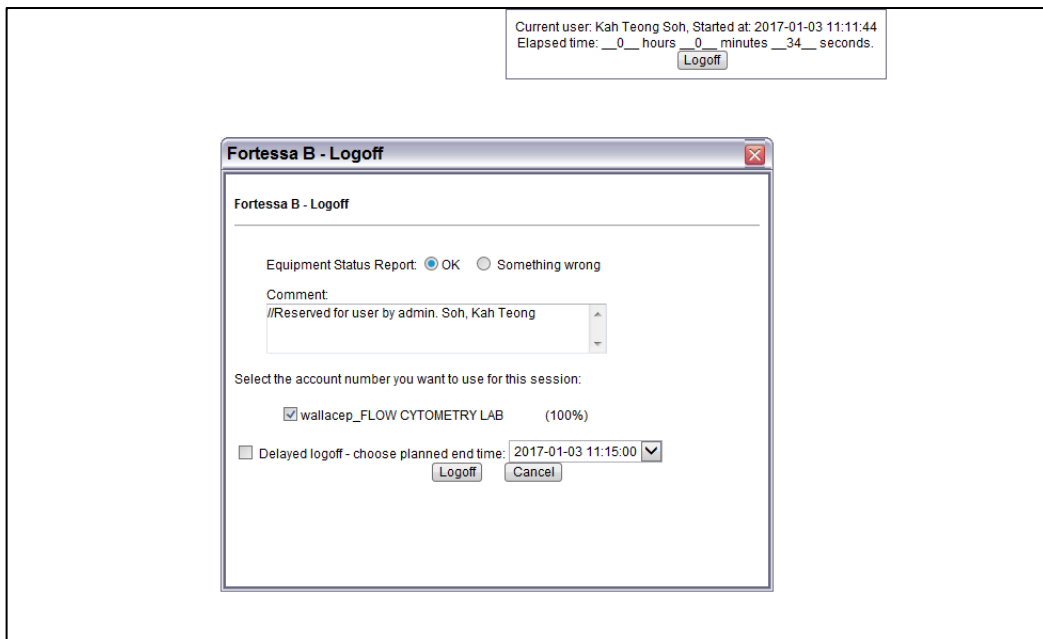 Current user: Kah Teong Soh, Started at: 2017-01-03 11:11:44
Elapsed time: __0__ hours __0__ minutes __34__ seconds.
Logoff
Fortessa B - Logoff
Fortessa B - Logoff
Equipment Status Report: OK Something wrong
Comment:
//Reserved for user by admin. Soh, Kah Teong
Select the account number you want to use for this session:
wallacep_FLOW CYTOMETRY LAB (100%)
Delayed logoff - choose planned end time: 2017-01-03 11:15:00
Logoff Cancel